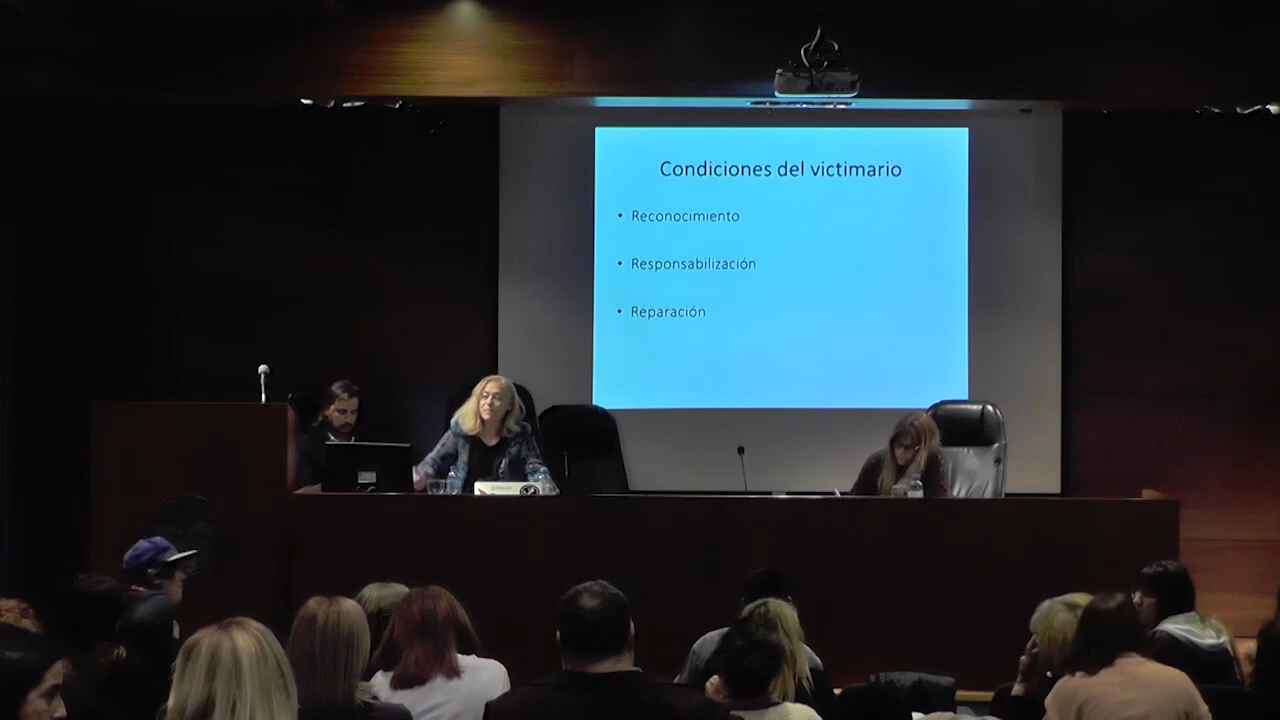 Condiciones del victimario
• Reconocimiento
• Responsabilización
• Reparación